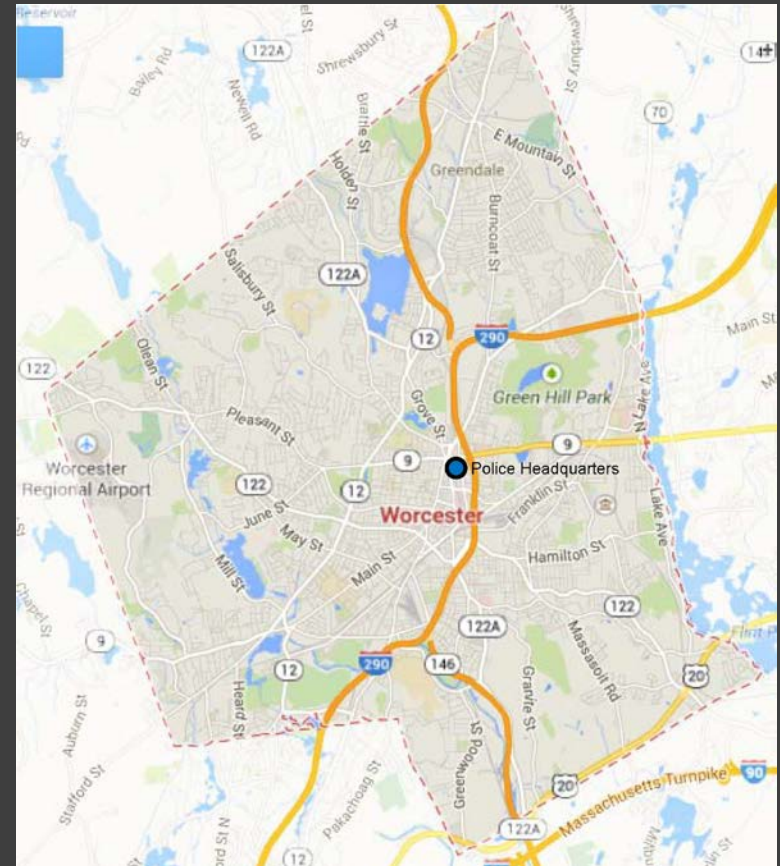 Reservoir
122A
Shrewsbury St
Shrewsbury St
Bailey Rd
Newell Rd
Brattle St
Holden St
70
E Mountain St
Greendale
Burncoat St
Salisbury St
122A
12
290
Main St
122
Olean St
Green Hill Park
N Lake Ave
Grove St
Pleasant St
9
9
Police Headquarters
Worcester
Regional Airport
122
12
Worcester
Franklin St
Lake Ave
June St
May St
Main St
Hamilton St
Mill St
122
Chapel St
9
122A
Massasoit Rd
290
146
12
20
Heard St
Granite St
Auburn St
Greenwood St
Stafford St
Pakachoag St
20
90
Massachusetts Turnpike
122A
12